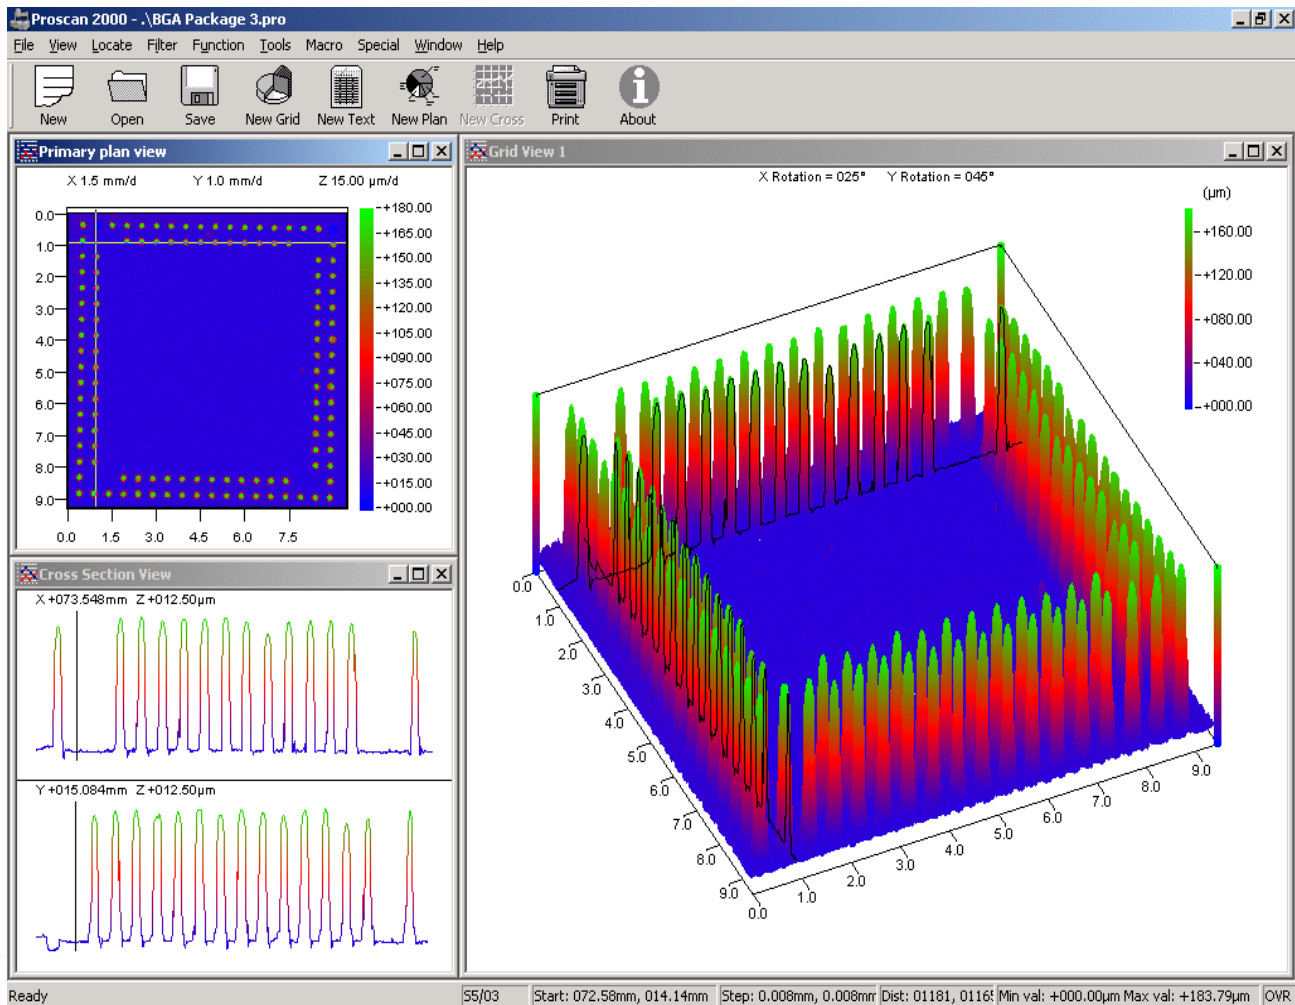 Proscan 2000 - .\BGA Package 3.pro
File View Locate Filter Function Tools Macro Special Window Help
New Open Save New Grid New Text New Plan New Cross Print About
Primary plan view
X 1.5 mm/d Y 1.0 mm/d Z 15.00 µm/d
0.0
1.0
2.0
3.0
4.0
5.0
6.0
7.0
8.0
9.0
0.0 1.5 3.0 4.5 6.0 7.5
+180.00
+165.00
+150.00
+135.00
+120.00
+105.00
+090.00
+075.00
+060.00
+045.00
+030.00
+015.00
+000.00
Cross Section View
X +073.548mm Z +012.50µm
Y +015.084mm Z +012.50µm
Grid View 1
X Rotation = 025° Y Rotation = 045°
(µm)
+160.00
+120.00
+080.00
+040.00
+000.00
0.0
1.0
2.0
3.0
4.0
5.0
6.0
7.0
8.0
9.0
0.0 1.0 2.0 3.0 4.0 5.0 6.0 7.0 8.0 9.0
Ready S5/03 Start: 072.58mm, 014.14mm Step: 0.008mm, 0.008mm Dist: 01181, 0116 Min val: +000.00µm Max val: +183.79µm OVR